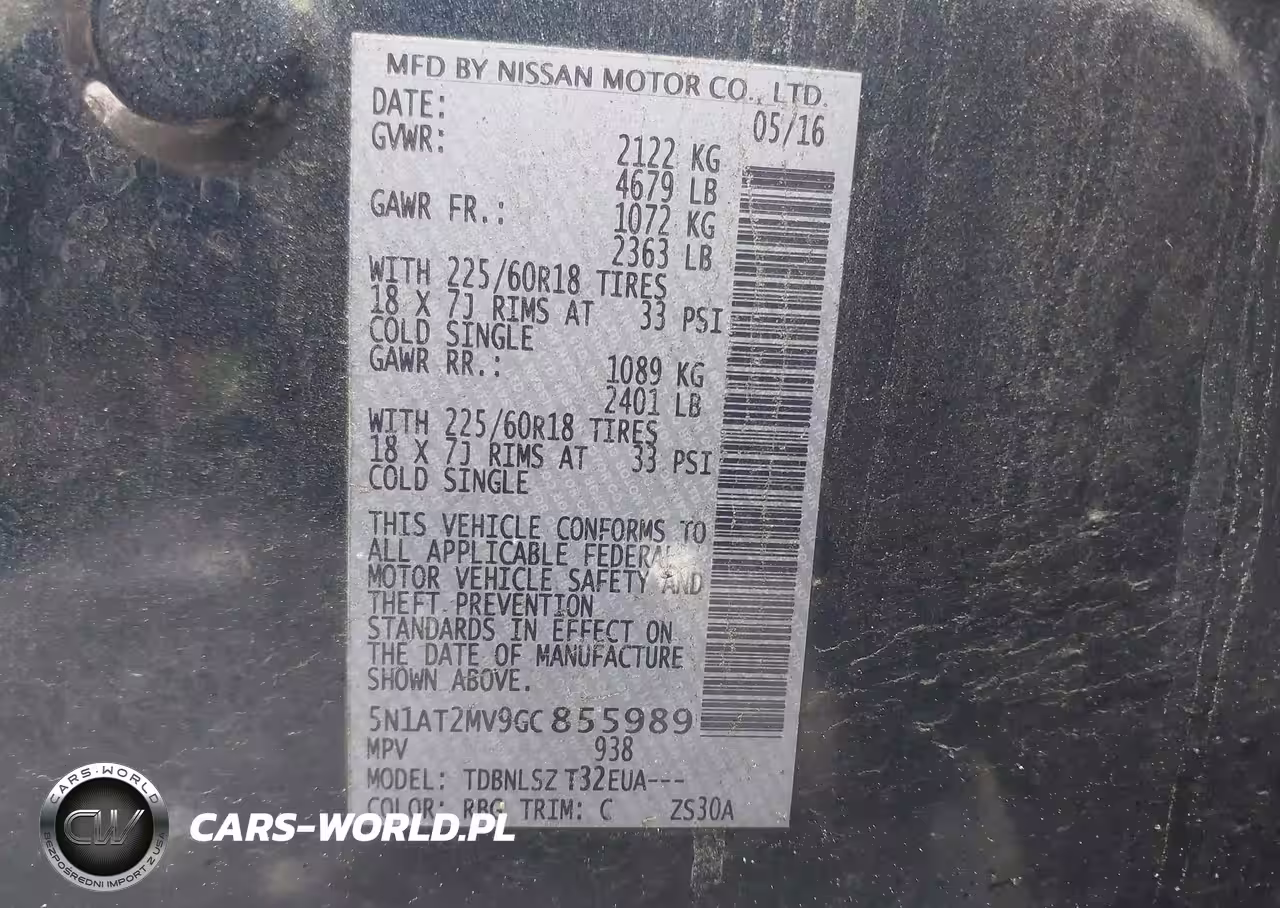 MFD BY NISSAN MOTOR CO., LTD.
DATE: 05/16
GVWR: 2122 KG
4679 LB
GAWR FR.: 1072 KG
2363 LB
WITH 225/60R18 TIRES
18 X 7J RIMS AT 33 PSI
COLD SINGLE
GAWR RR.: 1089 KG
2401 LB
WITH 225/60R18 TIRES
18 X 7J RIMS AT 33 PSI
COLD SINGLE
THIS VEHICLE CONFORMS TO
ALL APPLICABLE FEDERAL
MOTOR VEHICLE SAFETY AND
THEFT PREVENTION
STANDARDS IN EFFECT ON
THE DATE OF MANUFACTURE
SHOWN ABOVE.
5N1AT2MV9GC855989
MPV 938
MODEL: TDBNLSZ T32EUA---
COLOR: RBG TRIM: C ZS30A
CARS-WORLD
CW
BEZPOŚREDNI IMPORT Z USA
CARS-WORLD.PL